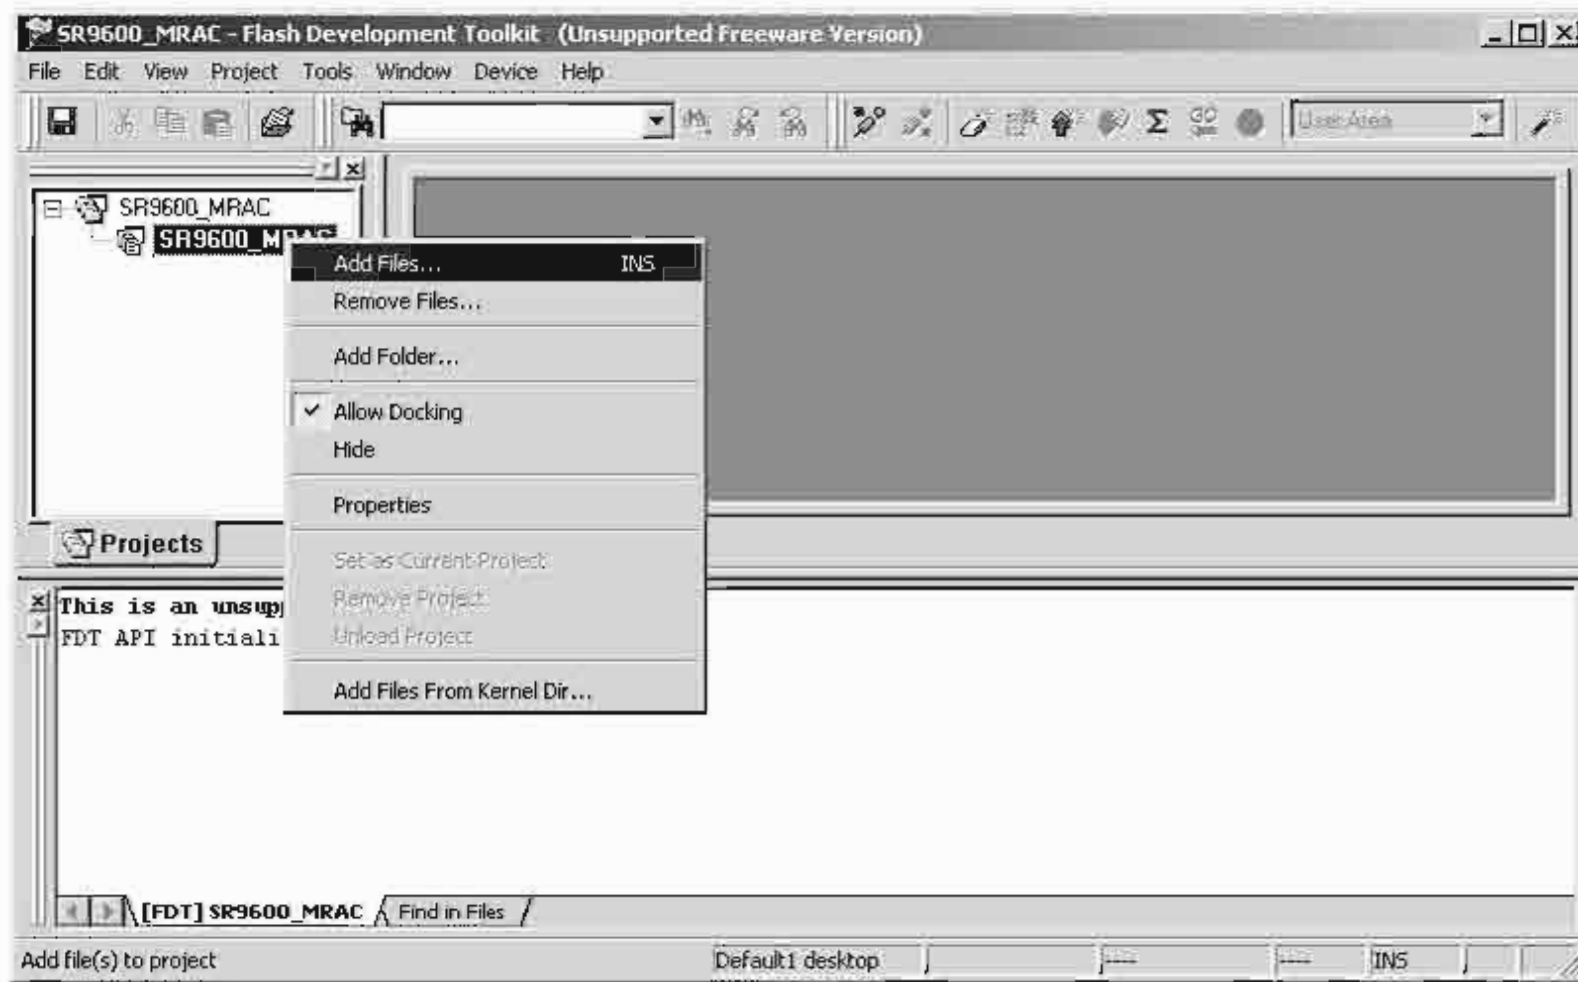 SR9600_MRAC - Flash Development Toolkit (Unsupported Freeware Version)
File Edit View Project Tools Window Device Help
User Area
SR9600_MRAC
SR9600_MRAC
Add Files... INS
Remove Files...
Add Folder...
Allow Docking
Hide
Properties
Projects
Set as Current Project
Remove Project
Unload Project
This is an unsupp
FDT API initiali
Add Files From Kernel Dir...
[FDT] SR9600_MRAC Find in Files
Add file(s) to project Default1 desktop INS